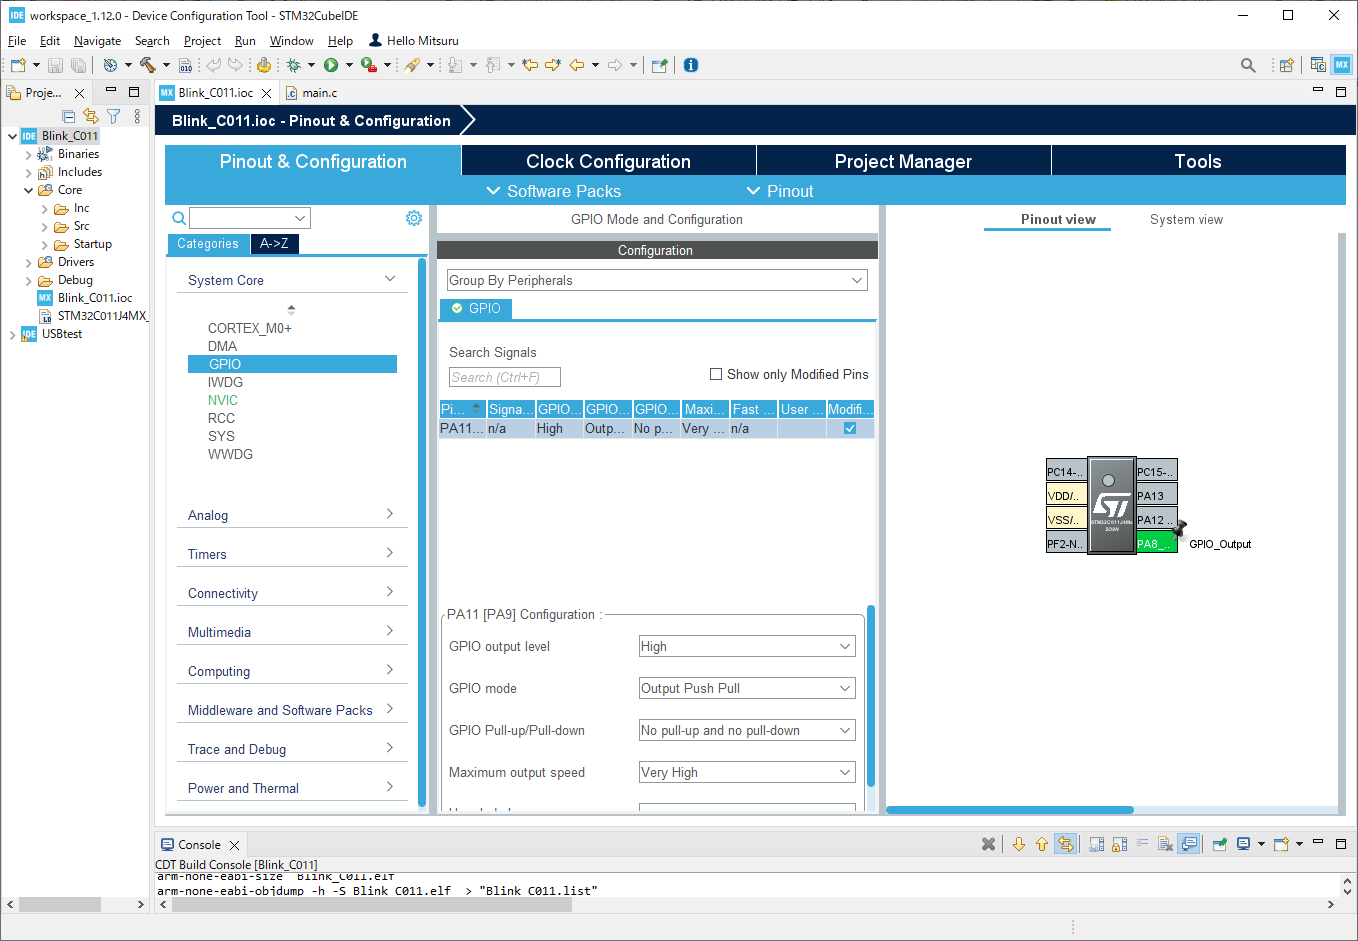 workspace_1.12.0 - Device Configuration Tool - STM32CubeIDE
File Edit Navigate Search Project Run Window Help Hello Mitsuru
Proje...
Blink_C011.ioc main.c
Blink_C011
Binaries
Includes
Core
Inc
Src
Startup
Drivers
Debug
Blink_C011.ioc
STM32C011J4MX_
USBtest
Blink_C011.ioc - Pinout & Configuration
Pinout & Configuration Clock Configuration Project Manager Tools
Software Packs Pinout
Categories A->Z
System Core
CORTEX_M0+
DMA
GPIO
IWDG
NVIC
RCC
SYS
WWDG
Analog
Timers
Connectivity
Multimedia
Computing
Middleware and Software Packs
Trace and Debug
Power and Thermal
GPIO Mode and Configuration
Configuration
Group By Peripherals
GPIO
Search Signals
Search (Ctrl+F) Show only Modified Pins
Pi... Signa... GPIO... GPIO... GPIO... Maxi... Fast ... User ... Modifi...
PA11... n/a High Outp... No p... Very ... n/a
PA11 [PA9] Configuration :
GPIO output level High
GPIO mode Output Push Pull
GPIO Pull-up/Pull-down No pull-up and no pull-down
Maximum output speed Very High
Pinout view System view
PC14-.. PC15-..
VDD/.. PA13
VSS/.. PA12 ..
PF2-N.. PA8_.. GPIO_Output
STM32C011J4Mx
SO8N
Console
CDT Build Console [Blink_C011]
arm-none-eabi-size Blink_C011.elf
arm-none-eabi-objdump -h -S Blink_C011.elf > "Blink_C011.list"